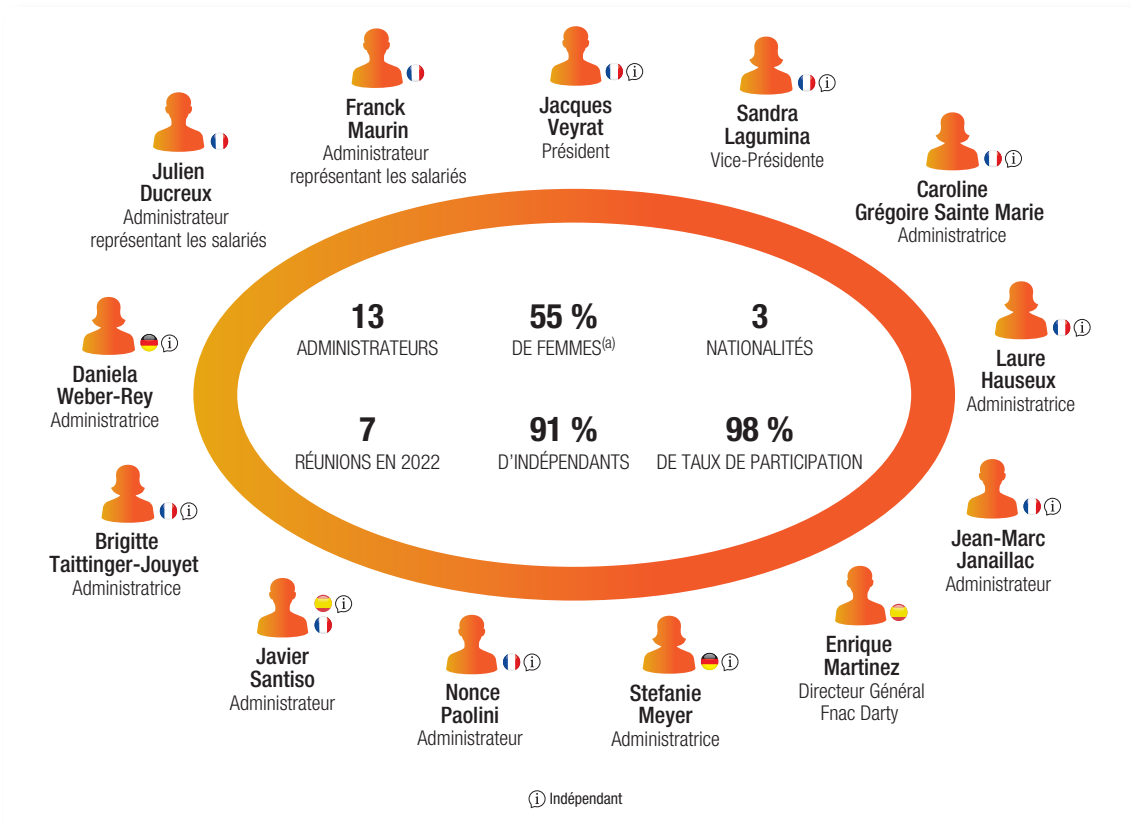 Jacques
Veyrat
Président
Sandra
Lagumina
Vice-Présidente
Caroline
Grégoire Sainte Marie
Administratrice
Laure
Hauseux
Administratrice
Jean-Marc
Janaillac
Administrateur
Enrique
Martinez
Directeur Général
Fnac Darty
Stefanie
Meyer
Administratrice
Nonce
Paolini
Administrateur
Javier
Santiso
Administrateur
Brigitte
Taittinger-Jouyet
Administratrice
Daniela
Weber-Rey
Administratrice
Julien
Ducreux
Administrateur
représentant les salariés
Franck
Maurin
Administrateur
représentant les salariés
13
ADMINISTRATEURS
55 %
DE FEMMES(a)
3
NATIONALITÉS
7
RÉUNIONS EN 2022
91 %
D'INDÉPENDANTS
98 %
DE TAUX DE PARTICIPATION
i Indépendant